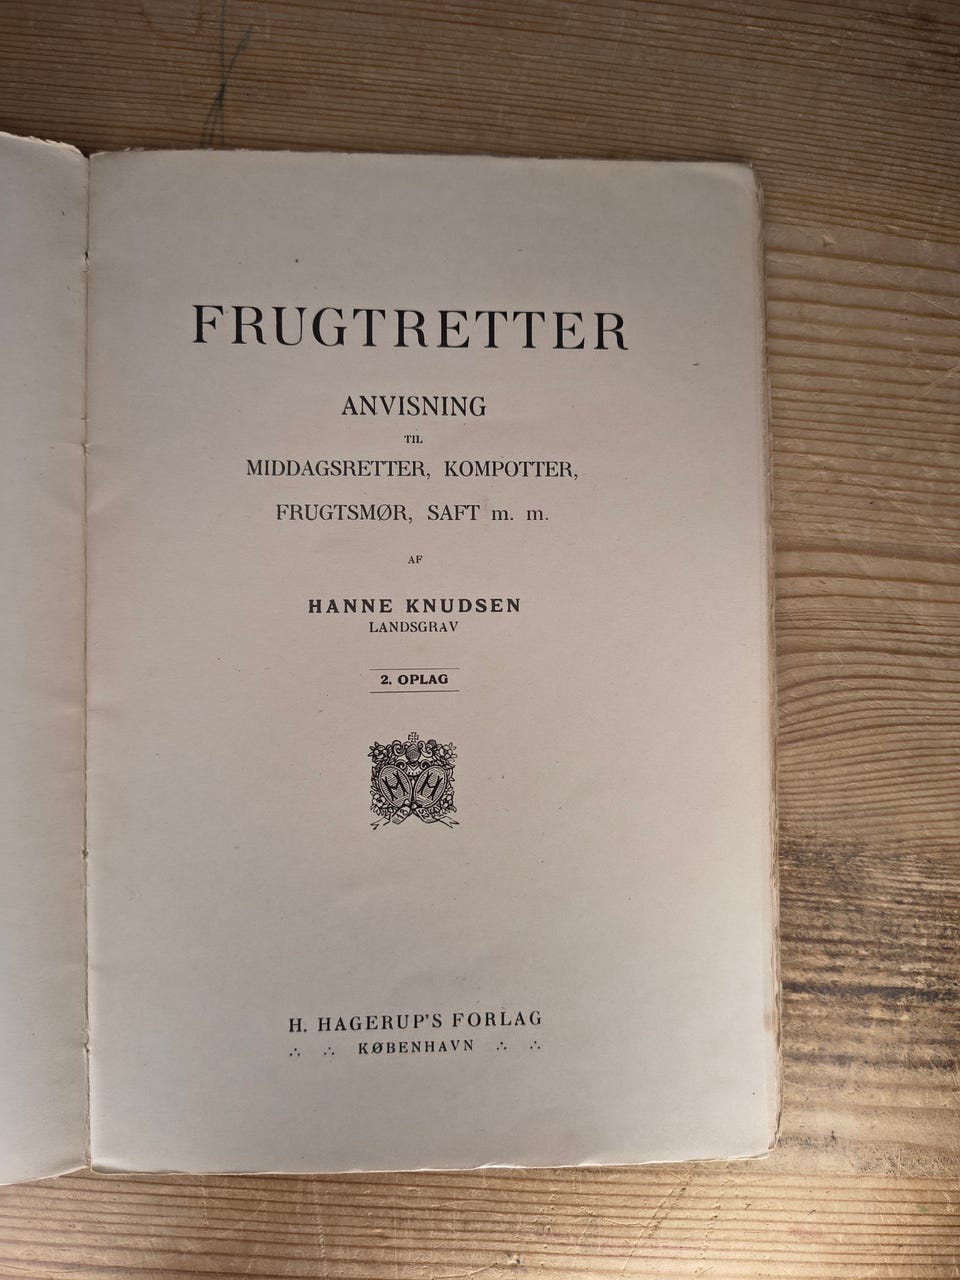 FRUGTRETTER
ANVISNING
TIL
MIDDAGSRETTER, KOMPOTTER,
FRUGTSMØR, SAFT m. m.
AF
HANNE KNUDSEN
LANDSGRAV
2. OPLAG
H H
H. HAGERUP'S FORLAG
KØBENHAVN